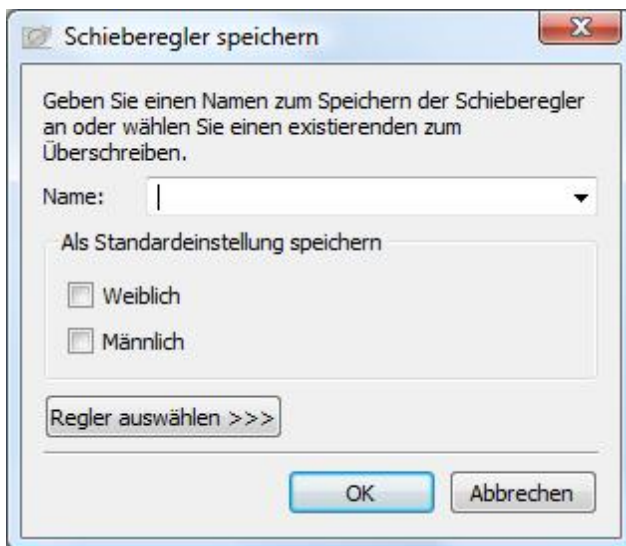 Schieberegler speichern
Geben Sie einen Namen zum Speichern der Schieberegler
an oder wählen Sie einen existierenden zum
Überschreiben.
Name:
Als Standardeinstellung speichern
Weiblich
Männlich
Regler auswählen >>>
OK Abbrechen